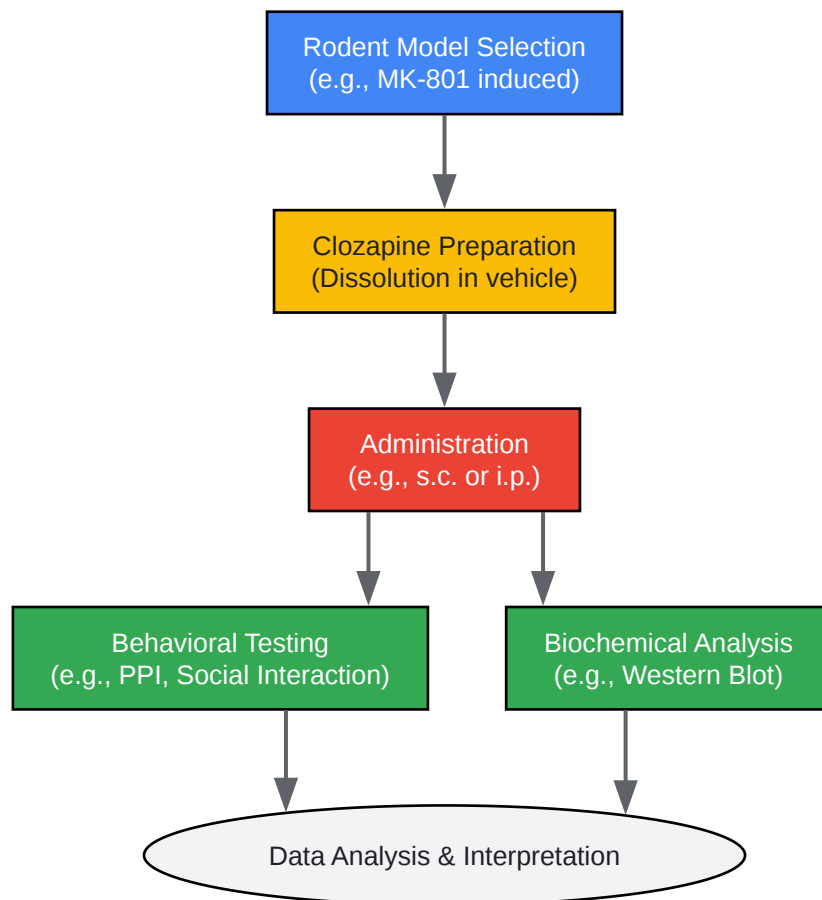 Rodent Model Selection
(e.g., MK-801 induced)
Clozapine Preparation
(Dissolution in vehicle)
Administration
(e.g., s.c. or i.p.)
Behavioral Testing
(e.g., PPI, Social Interaction)
Biochemical Analysis
(e.g., Western Blot)
Data Analysis & Interpretation